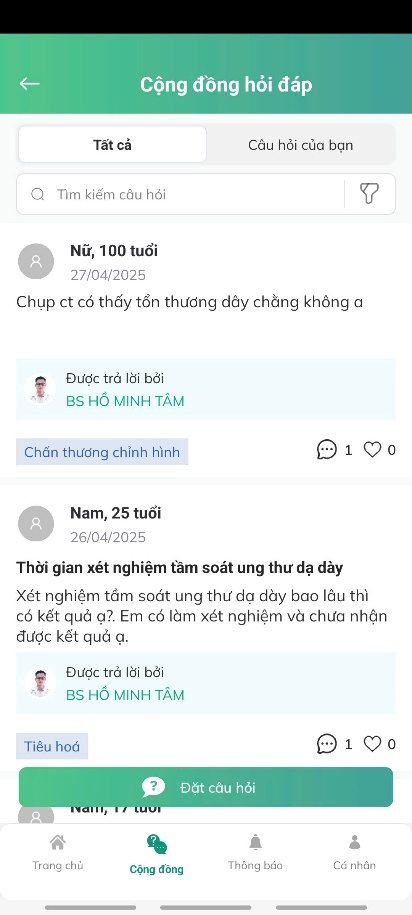 Cộng đồng hỏi đáp
Tất cả
Câu hỏi của bạn
Tìm kiếm câu hỏi
Nữ, 100 tuổi
27/04/2025
Chụp ct có thấy tổn thương dây chằng không a
Được trả lời bởi
BS HỒ MINH TÂM
Chấn thương chỉnh hình
1
0
Nam, 25 tuổi
26/04/2025
Thời gian xét nghiệm tầm soát ung thư dạ dày
Xét nghiệm tầm soát ung thư dạ dày bao lâu thì
có kết quả ạ?. Em có làm xét nghiệm và chưa nhận
được kết quả ạ.
Được trả lời bởi
BS HỒ MINH TÂM
Tiêu hoá
1
0
Đặt câu hỏi
Nam, 17 tuổi
Trang chủ
Cộng đồng
Thông báo
Cá nhân